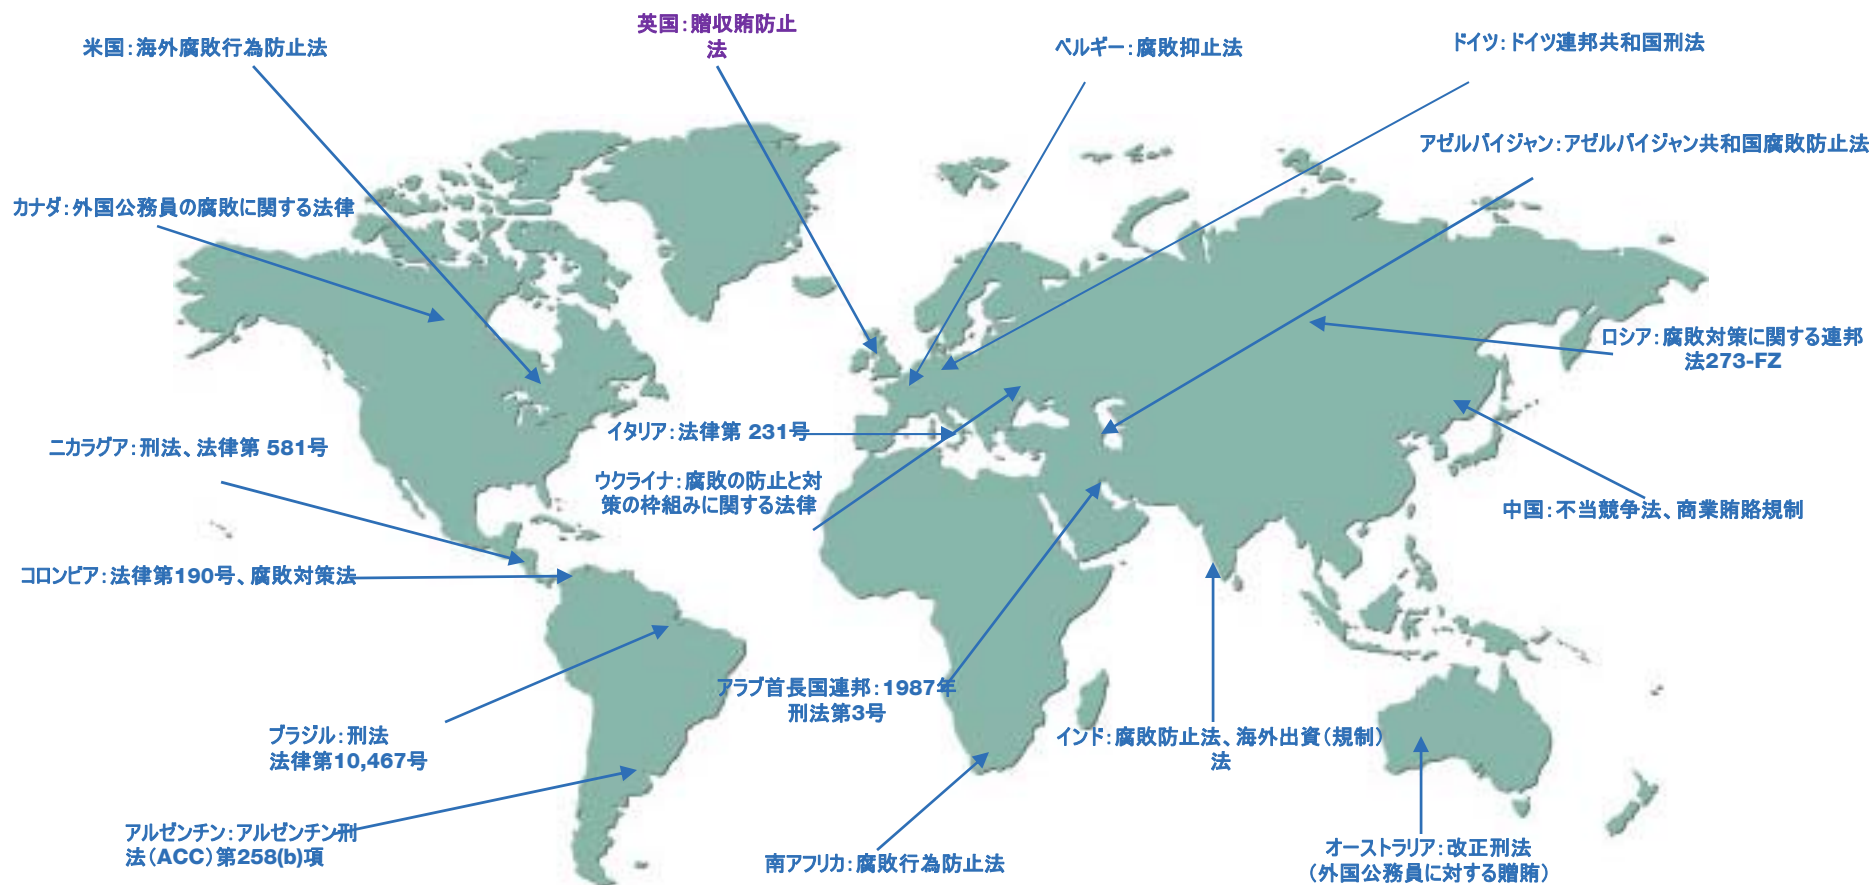 英国：贈収賄防止
法
米国：海外腐敗行為防止法
ベルギー：腐敗抑止法
ドイツ：ドイツ連邦共和国刑法
アゼルバイジャン：アゼルバイジャン共和国腐敗防止法
カナダ：外国公務員の腐敗に関する法律
ロシア：腐敗対策に関する連邦
法273-FZ
ニカラグア：刑法、法律第 581号
イタリア：法律第 231号
ウクライナ：腐敗の防止と対
策の枠組みに関する法律
中国：不当競争法、商業賄賂規制
コロンビア：法律第190号、腐敗対策法
アラブ首長国連邦：1987年
刑法第3号
ブラジル：刑法
法律第10,467号
インド：腐敗防止法、海外出資（規制）
法
アルゼンチン：アルゼンチン刑
法（ACC）第258(b)項
南アフリカ：腐敗行為防止法
オーストラリア：改正刑法
（外国公務員に対する贈賄）